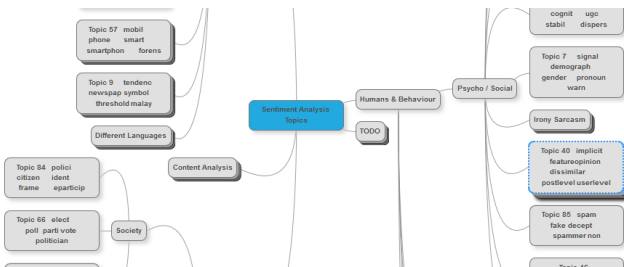 Topic 57 mobil
phone smart
smartphon forens
Topic 9 tendenc
newspap symbol
threshold malay
Different Languages
Content Analysis
Topic 84 polici
citizen ident
frame eparticip
Topic 66 elect
poll parti vote
politician
Society
Sentiment Analysis
Topics
Humans & Behaviour
TODO
Psycho / Social
cognit ugc
stabil dispers
Topic 7 signal
demograph
gender pronoun
warn
Irony Sarcasm
Topic 40 implicit
featureopinion
dissimilar
postlevel userlevel
Topic 85 spam
fake decept
spammer non